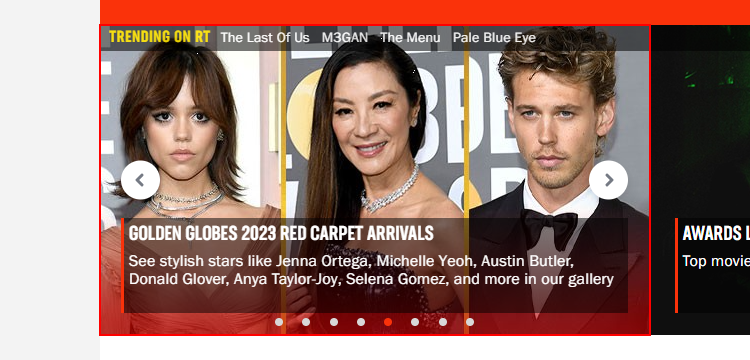 TRENDING ON RT The Last Of Us M3GAN The Menu Pale Blue Eye
GOLDEN GLOBES 2023 RED CARPET ARRIVALS
See stylish stars like Jenna Ortega, Michelle Yeoh, Austin Butler,
Donald Glover, Anya Taylor-Joy, Selena Gomez, and more in our gallery
AWARDS
Top movie